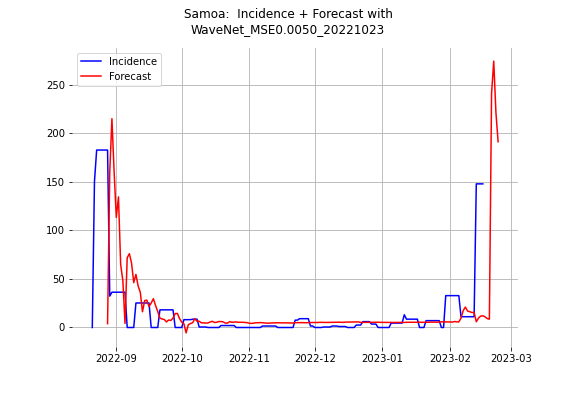 Samoa:  Incidence + Forecast with
WaveNet_MSE0.0050_20221023
Incidence
Forecast
250
200
150
100
50
0
2022-09 2022-10 2022-11 2022-12 2023-01 2023-02 2023-03